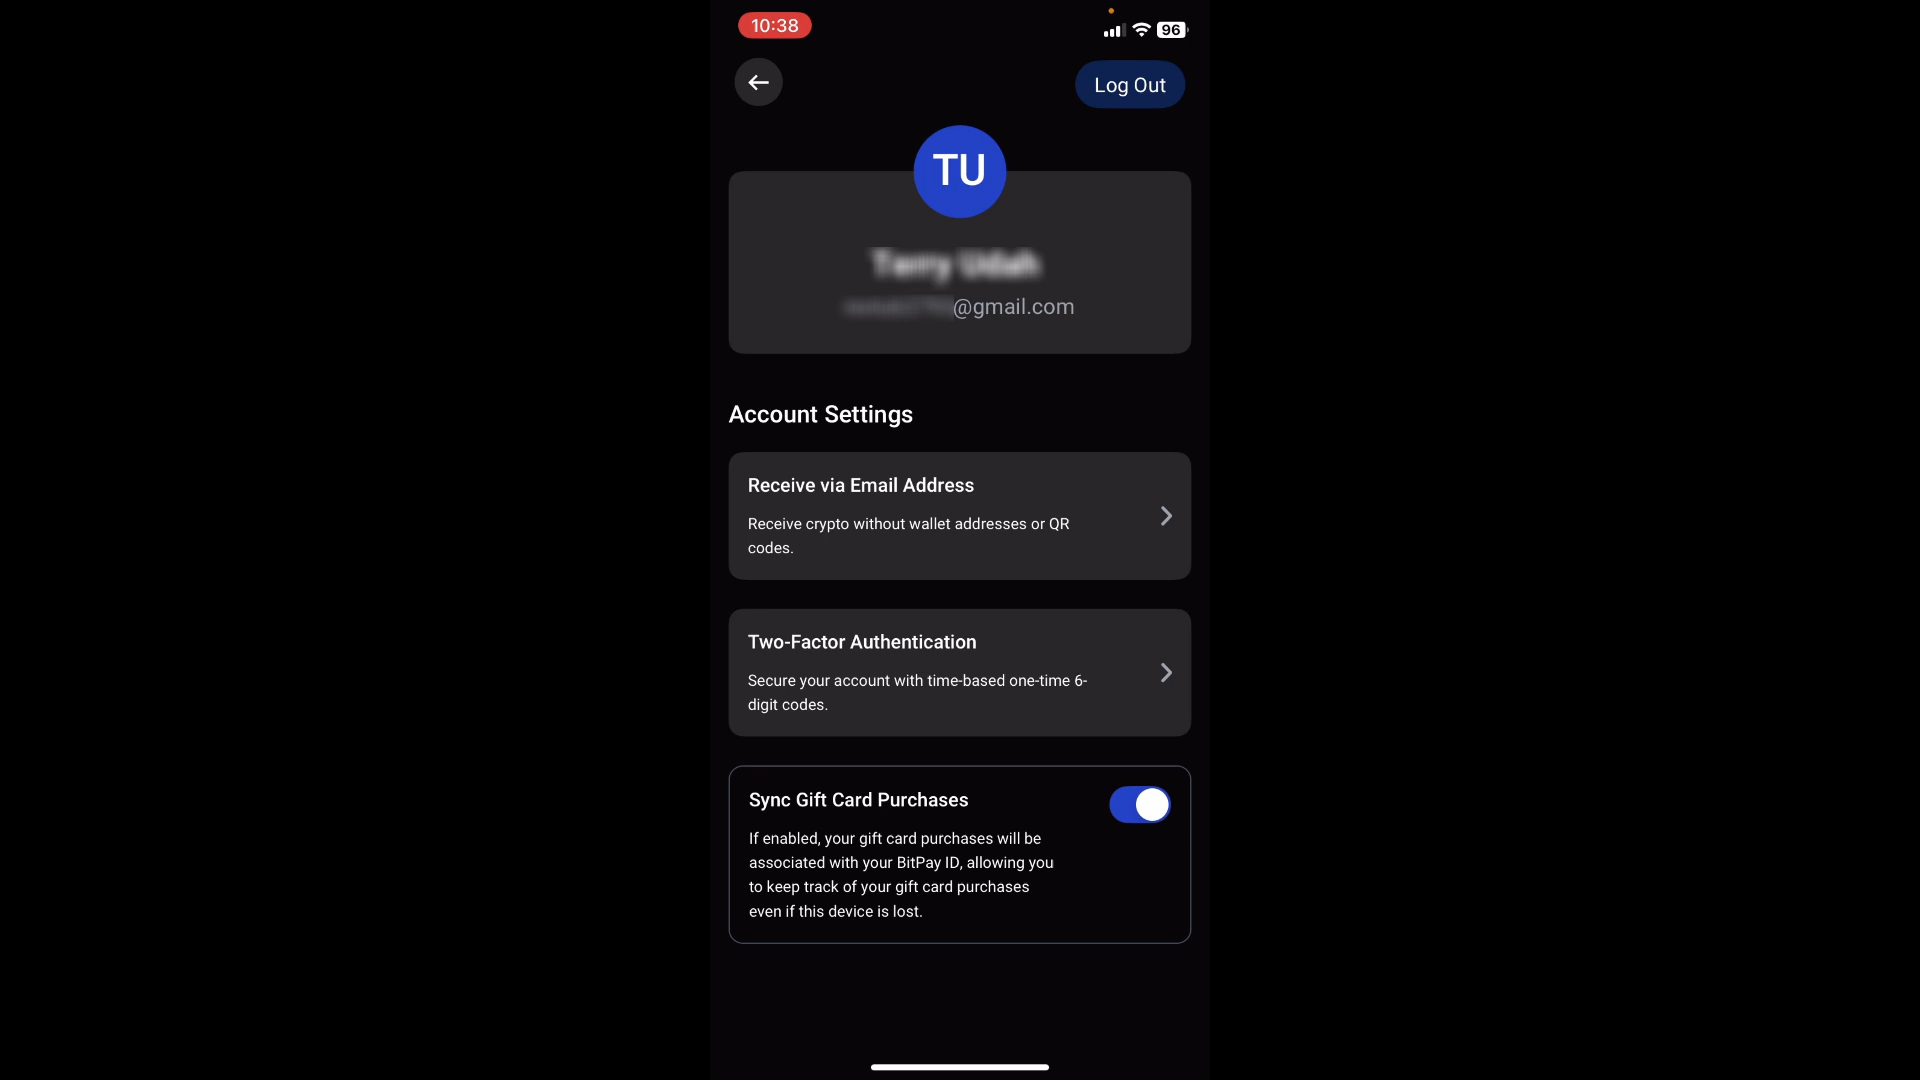 10:38
96
Log Out
TU
@gmail.com
Account Settings
Receive via Email Address
Receive crypto without wallet addresses or QR
codes.
Two-Factor Authentication
Secure your account with time-based one-time 6-
digit codes.
Sync Gift Card Purchases
If enabled, your gift card purchases will be
associated with your BitPay ID, allowing you
to keep track of your gift card purchases
even if this device is lost.